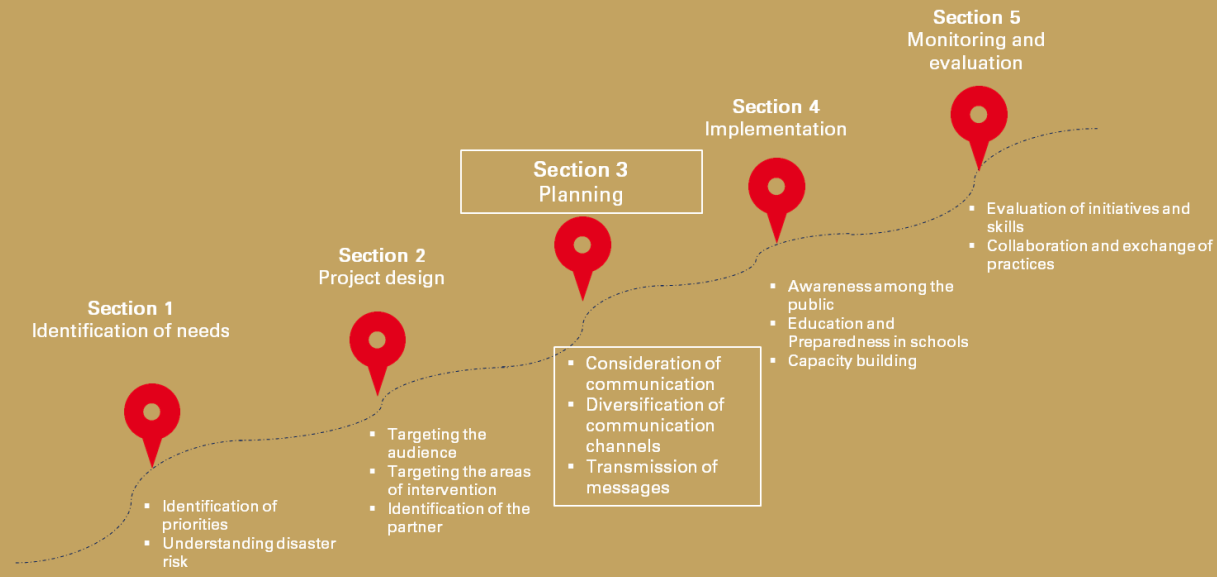 Section 1
Identification of needs
▪ Identification of
priorities
▪ Understanding disaster
risk
Section 2
Project design
▪ Targeting the
audience
▪ Targeting the areas
of intervention
▪ Identification of the
partner
Section 3
Planning
▪ Consideration of
communication
▪ Diversification of
communication
channels
▪ Transmission of
messages
Section 4
Implementation
▪ Awareness among the
public
▪ Education and
Preparedness in schools
▪ Capacity building
Section 5
Monitoring and
evaluation
▪ Evaluation of initiatives and
skills
▪ Collaboration and exchange of
practices